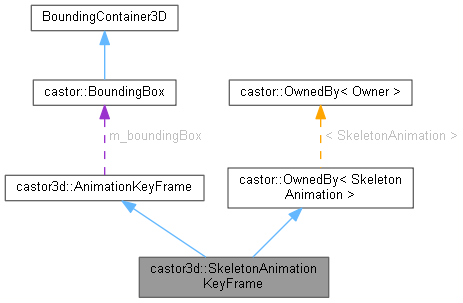 BoundingContainer3D
castor::BoundingBox
castor::OwnedBy< Owner >
m_boundingBox
< SkeletonAnimation >
castor3d::AnimationKeyFrame
castor::OwnedBy< Skeleton
Animation >
castor3d::SkeletonAnimation
KeyFrame